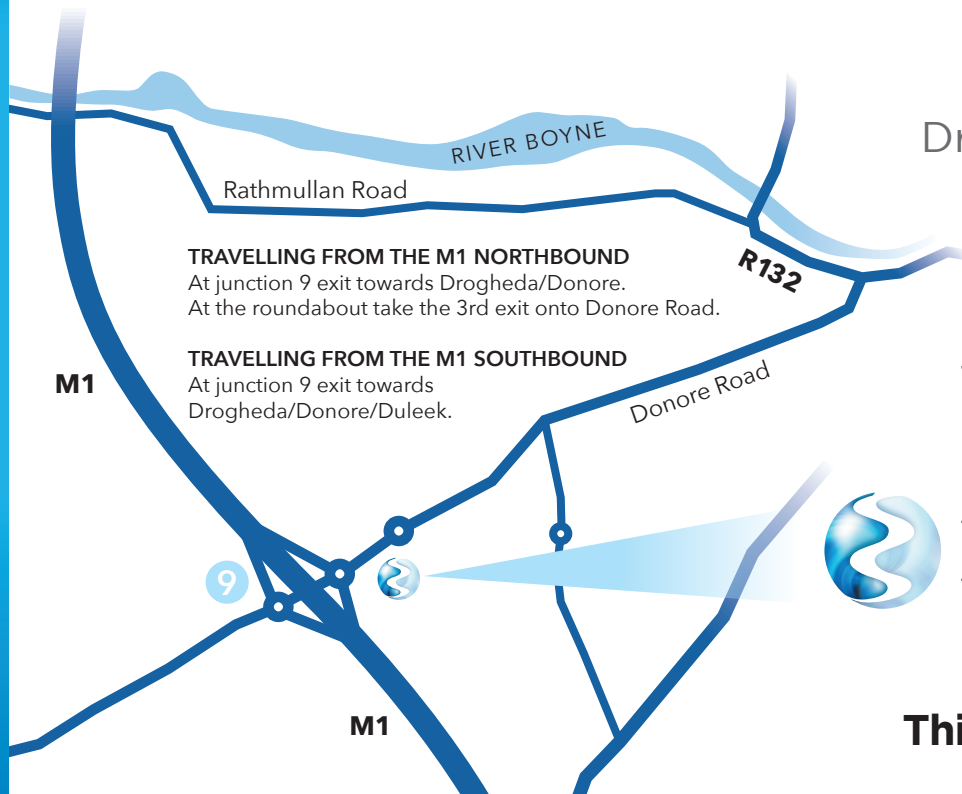 RIVER BOYNE
Dr
Rathmullan Road
TRAVELLING FROM THE M1 NORTHBOUND
At junction 9 exit towards Drogheda/Donore.
At the roundabout take the 3rd exit onto Donore Road.
R132
TRAVELLING FROM THE M1 SOUTHBOUND
At junction 9 exit towards
Drogheda/Donore/Duleek.
M1
Donore Road
9
M1
Thi